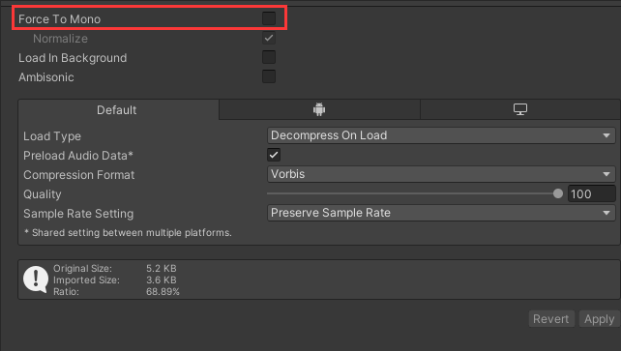 Force To Mono
Normalize
Load In Background
Ambisonic
Default
Load Type Decompress On Load
Preload Audio Data*
Compression Format Vorbis
Quality 100
Sample Rate Setting Preserve Sample Rate
* Shared setting between multiple platforms.
Original Size: 5.2 KB
Imported Size: 3.6 KB
Ratio: 68.89%
Revert Apply